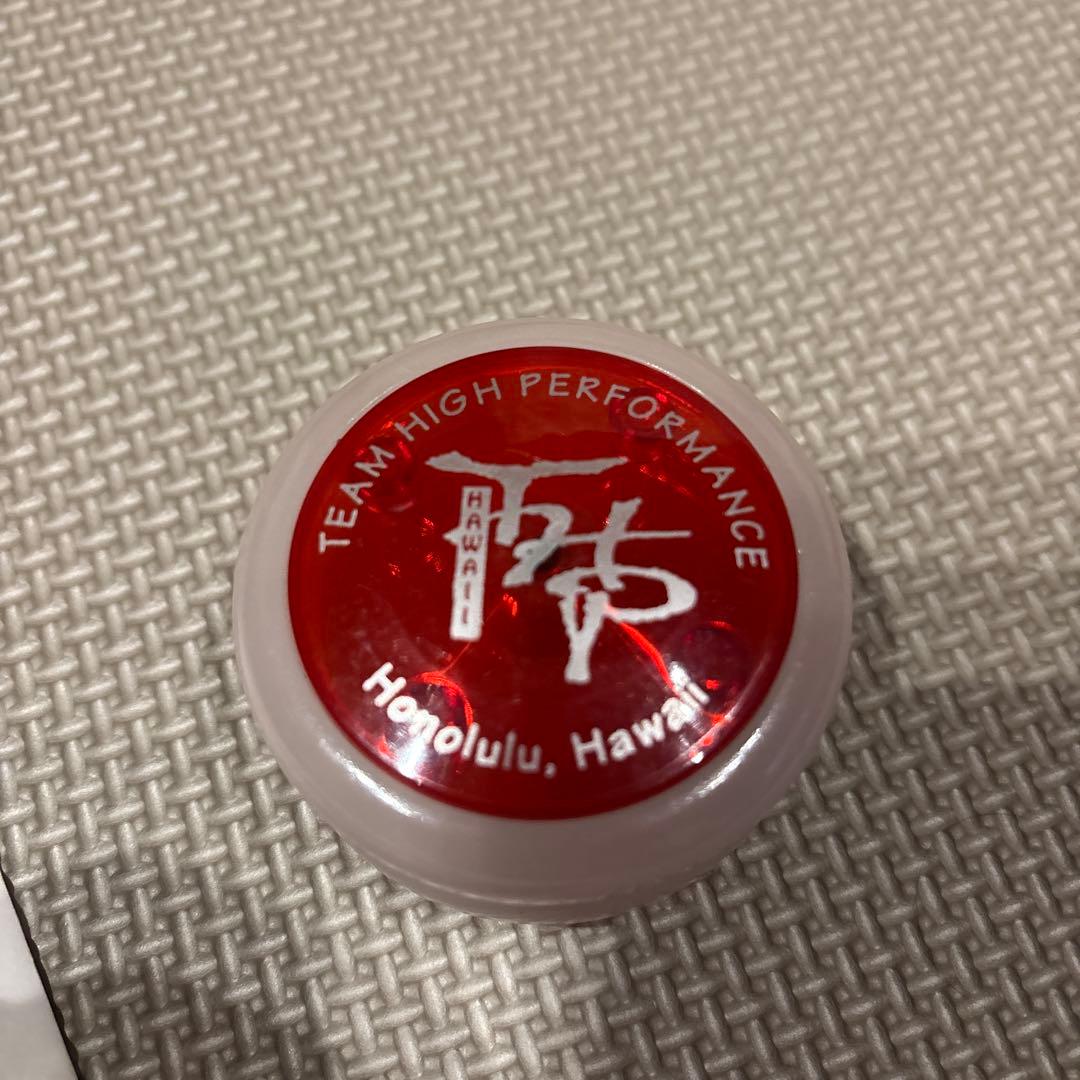 TEAM HIGH PERFORMANCE
HAWAII
THP
Honolulu, Hawaii